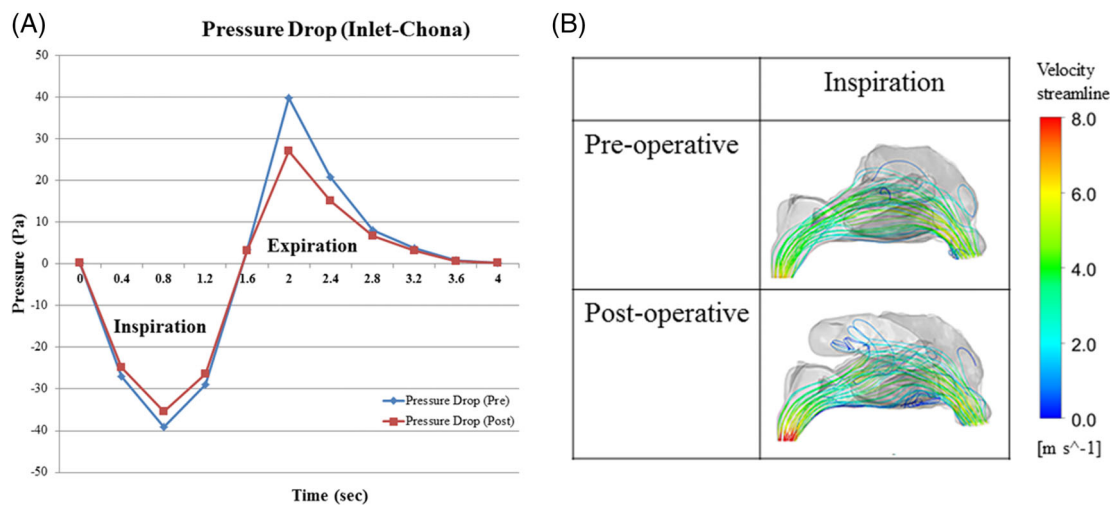 (A)
Pressure Drop (Inlet-Chona)
50
40
30
20
10
0
-10
-20
-30
-40
-50
Pressure (Pa)
0 0.4 0.8 1.2 1.6 2 2.4 2.8 3.2 3.6 4
Expiration
Inspiration
Pressure Drop (Pre)
Pressure Drop (Post)
Time (sec)
(B)
Inspiration
Pre-operative
Post-operative
Velocity
streamline
8.0
6.0
4.0
2.0
0.0
[m s^-1]